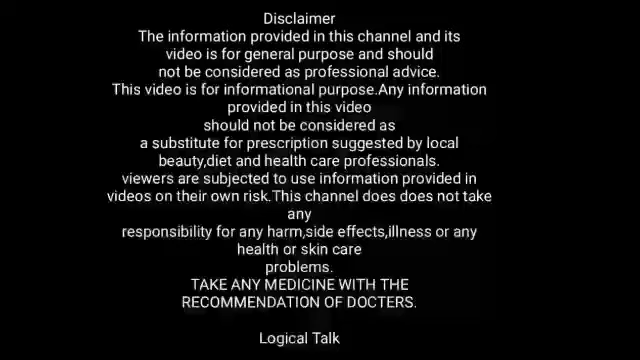 Disclaimer
The information provided in this channel and its
video is for general purpose and should
not be considered as professional advice.
This video is for informational purpose.Any information
provided in this video
should not be considered as
a substitute for prescription suggested by local
beauty,diet and health care professionals.
viewers are subjected to use information provided in
videos on their own risk.This channel does does not take
any
responsibility for any harm,side effects,illness or any
health or skin care
problems.
TAKE ANY MEDICINE WITH THE
RECOMMENDATION OF DOCTERS.
Logical Talk